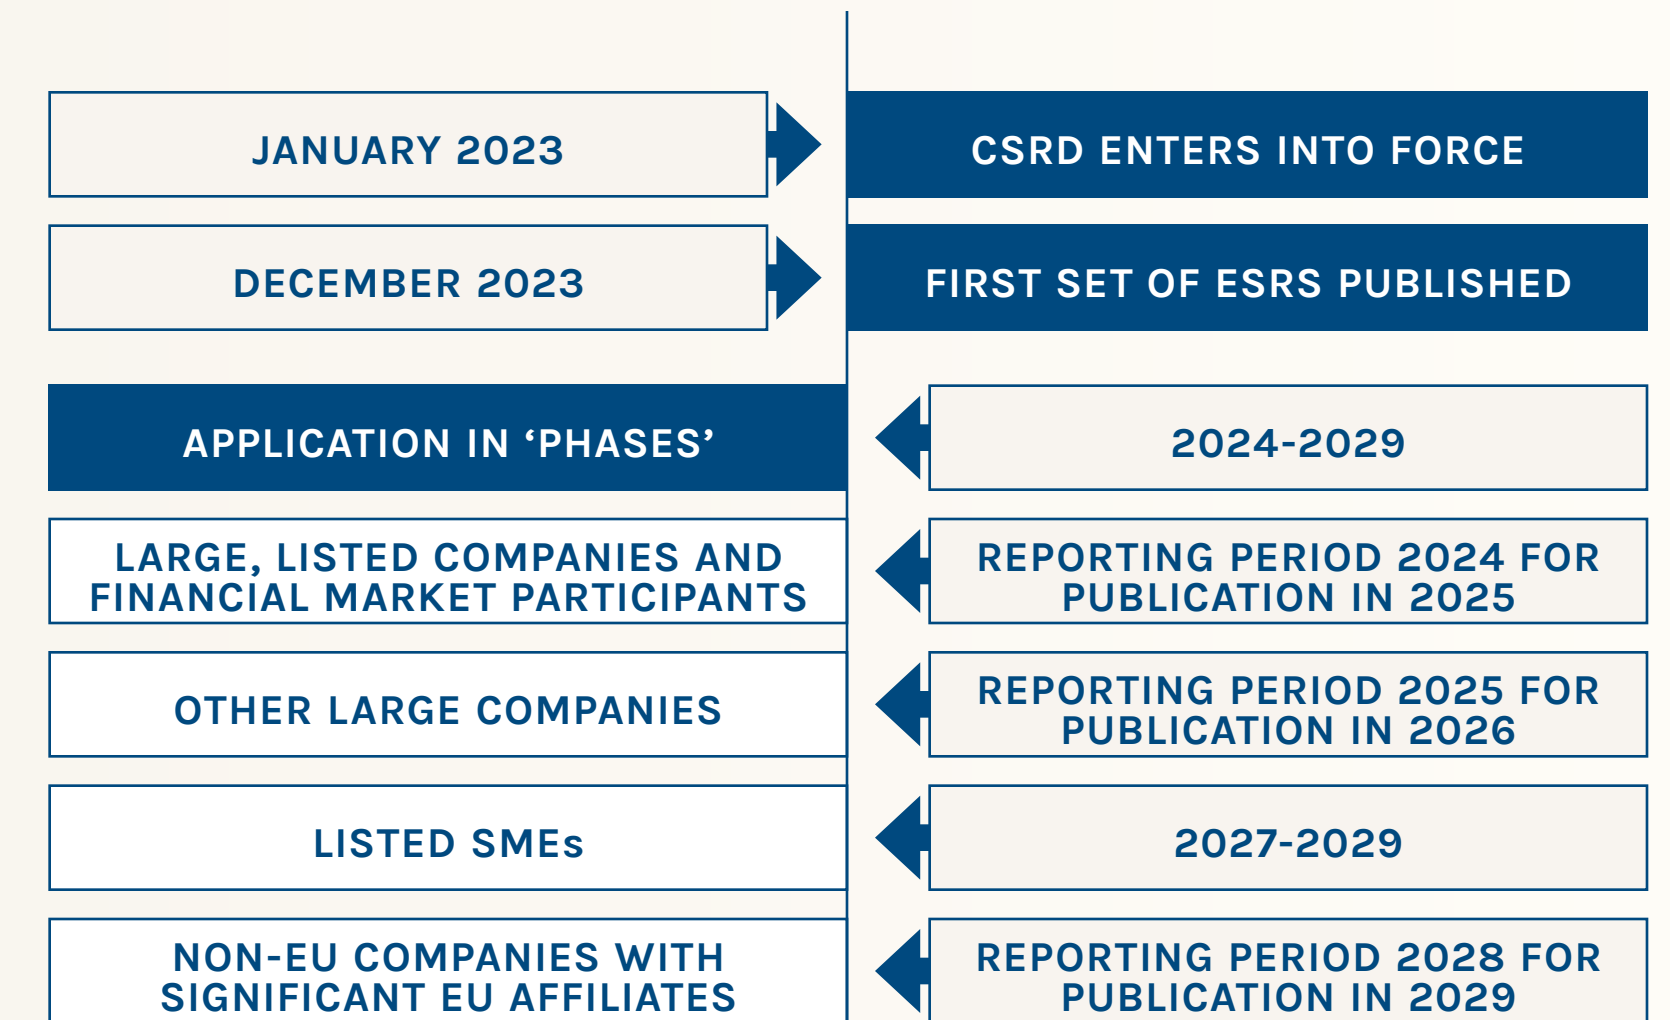 JANUARY 2023
CSRD ENTERS INTO FORCE
DECEMBER 2023
FIRST SET OF ESRS PUBLISHED
APPLICATION IN ‘PHASES’
2024-2029
LARGE, LISTED COMPANIES AND
FINANCIAL MARKET PARTICIPANTS
REPORTING PERIOD 2024 FOR
PUBLICATION IN 2025
OTHER LARGE COMPANIES
REPORTING PERIOD 2025 FOR
PUBLICATION IN 2026
LISTED SMEs
2027-2029
NON-EU COMPANIES WITH
SIGNIFICANT EU AFFILIATES
REPORTING PERIOD 2028 FOR
PUBLICATION IN 2029